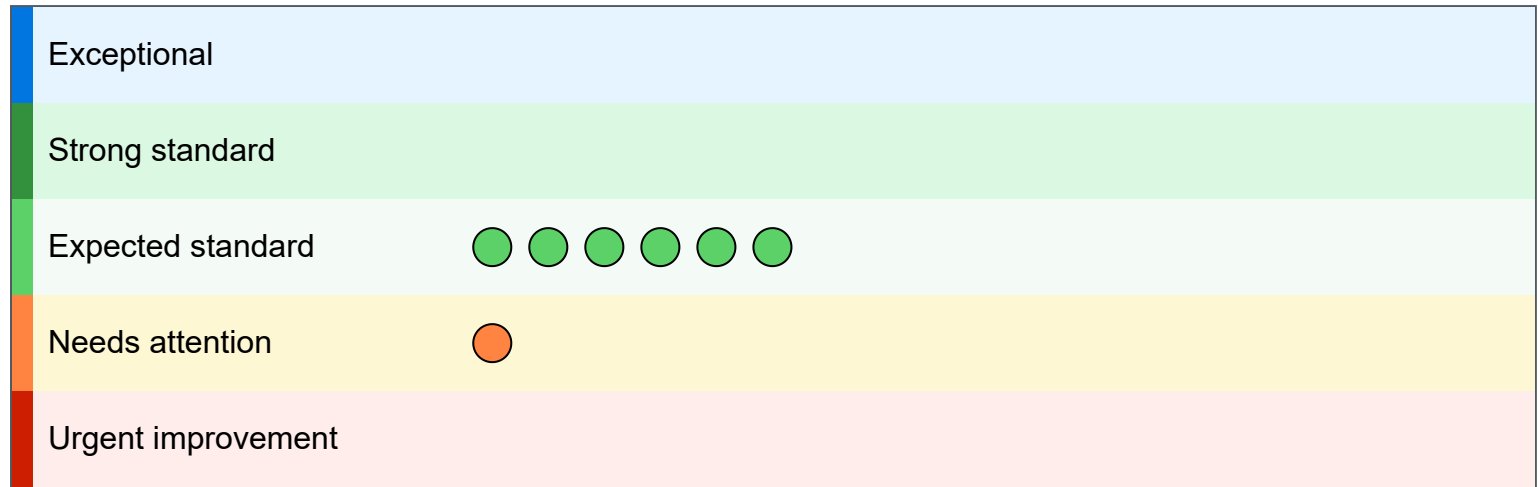 Exceptional
Strong standard
Expected standard
Needs attention
Urgent improvement